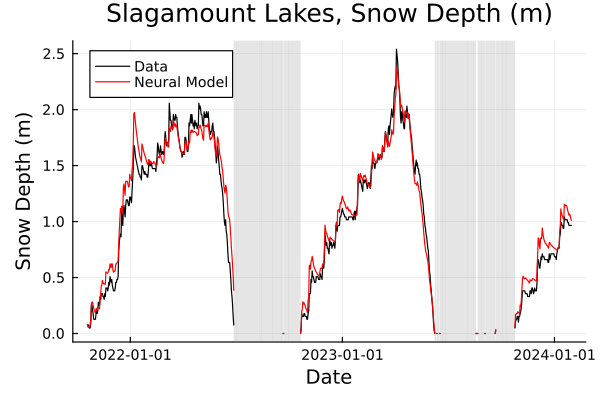 Slagamount Lakes, Snow Depth (m)
Data
Neural Model
Snow Depth (m)
2.5
2.0
1.5
1.0
0.5
0.0
2022-01-01
2023-01-01
2024-01-01
Date